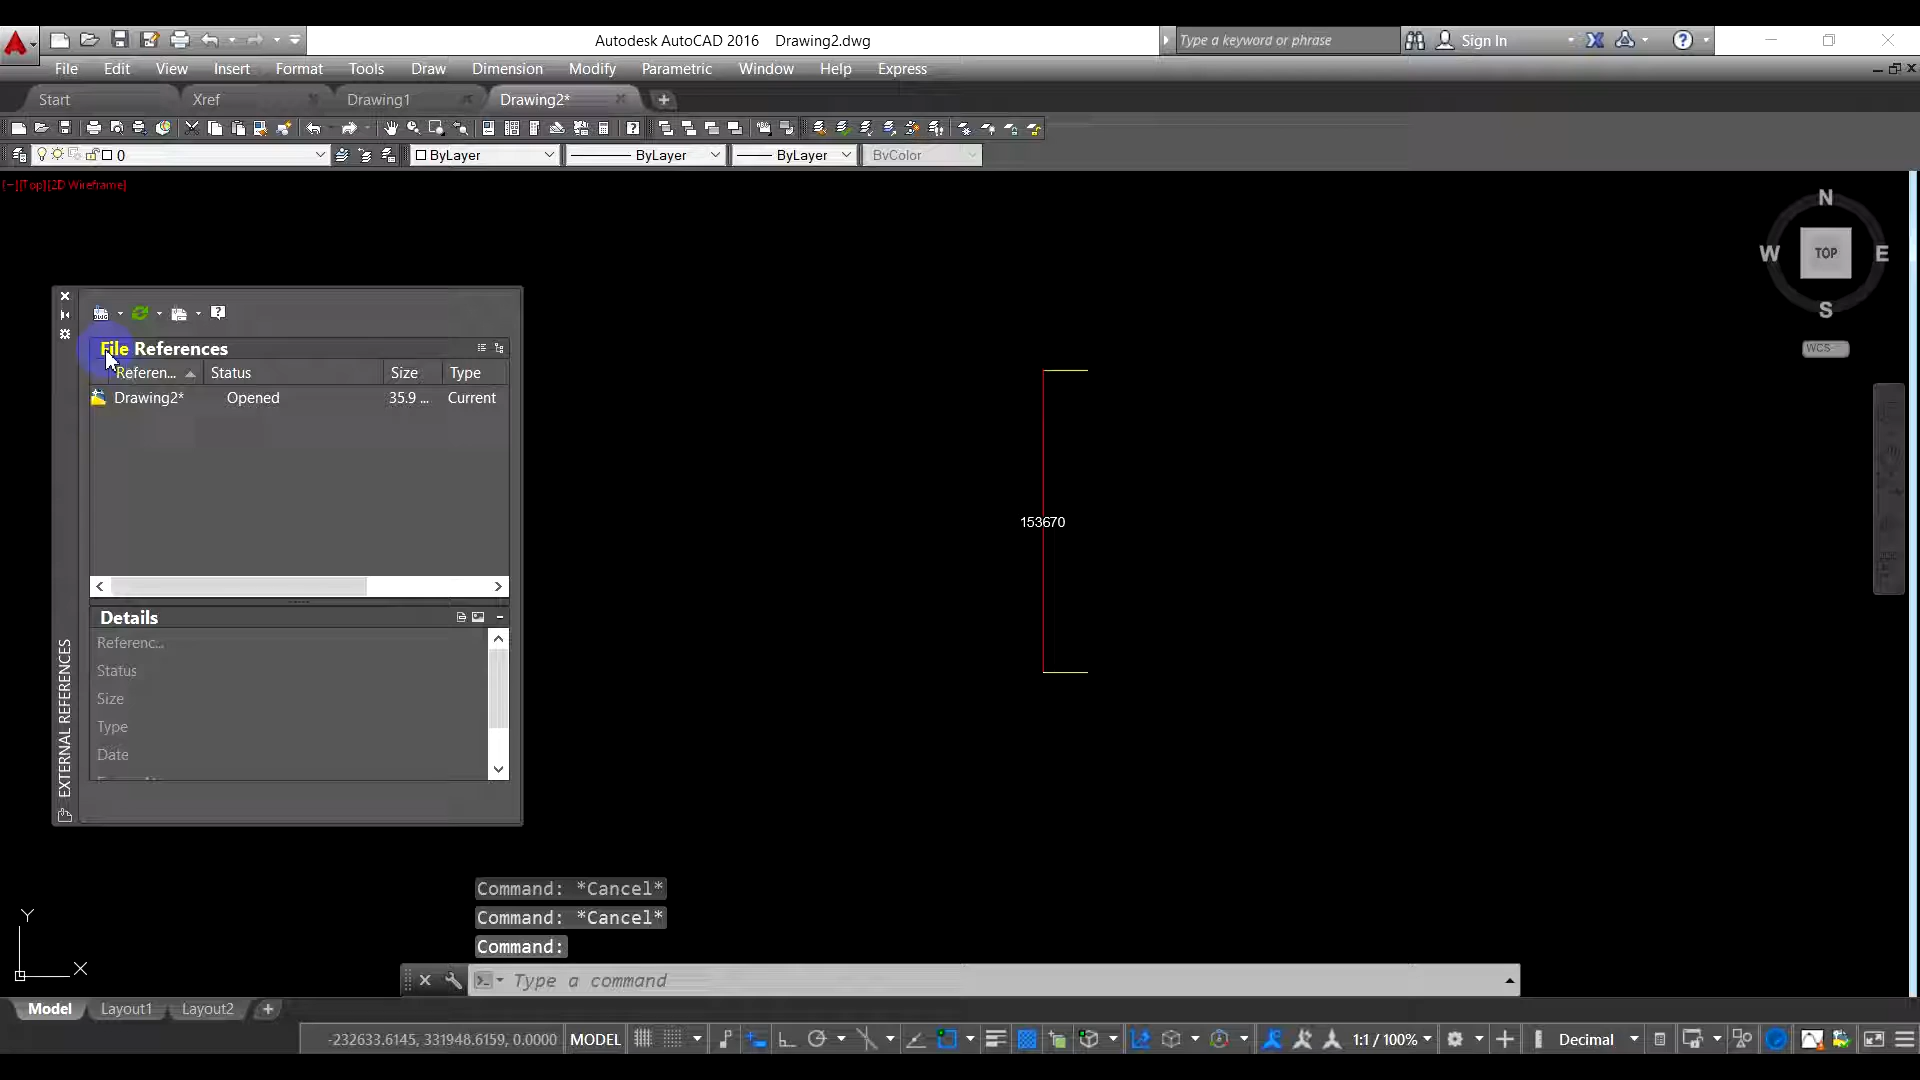 Autodesk AutoCAD 2016 Drawing2.dwg
Type a keyword or phrase
Sign In
File Edit View Insert Format Tools Draw Dimension Modify Parametric Window Help Express
Start Xref Drawing1 Drawing2*
0 ByLayer ByLayer ByLayer ByColor
[−][Top][2D Wireframe]
N
W TOP E
S
WCS
File References
Referen... Status Size Type
Drawing2* Opened 35.9 ... Current
153670
Details
Referenc...
Status
Size
Type
Date
EXTERNAL REFERENCES
Command: *Cancel*
Command: *Cancel*
Command:
Y
X
Type a command
Model Layout1 Layout2
-232633.6145, 331948.6159, 0.0000 MODEL 1:1 / 100% Decimal